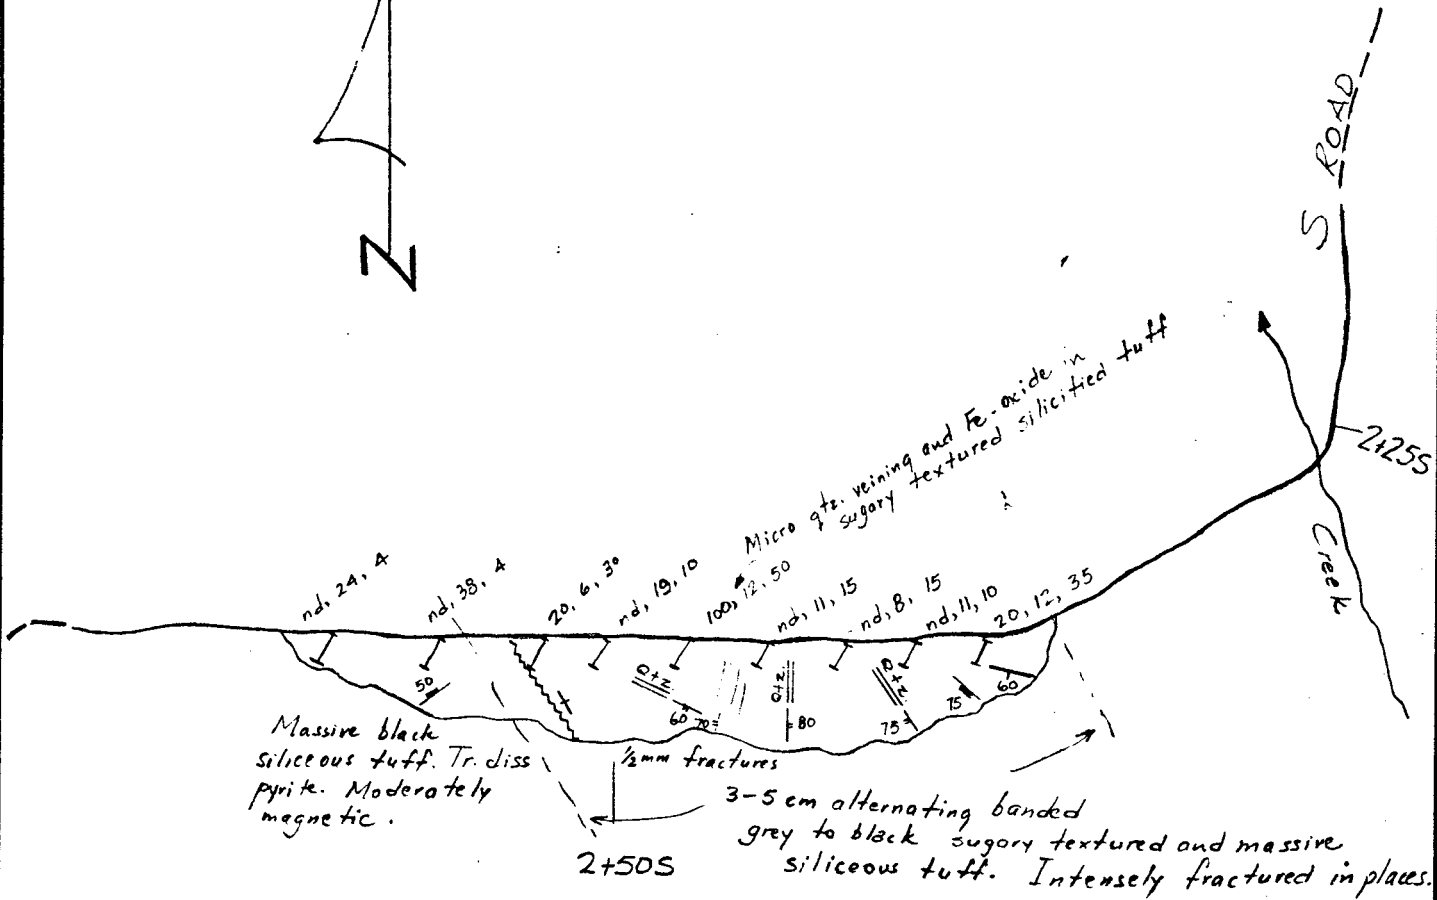 N
S ROAD
2+25S
Creek
Micro qtz. veining and Fe-oxide in
sugary textured silicified tuff
nd, 24, 4
nd, 38, 4
20, 6, 30
nd, 19, 10
100, 12, 50
nd, 11, 15
nd, 8, 15
nd, 11, 10
20, 12, 35
50
Qtz
60
70
Qtz
80
Qtz
75
75
60
Massive black
siliceous tuff. Tr. diss
pyrite. Moderately
magnetic.
1/2mm fractures
3-5 cm alternating banded
grey to black sugary textured and massive
siliceous tuff. Intensely fractured in places.
2+50S